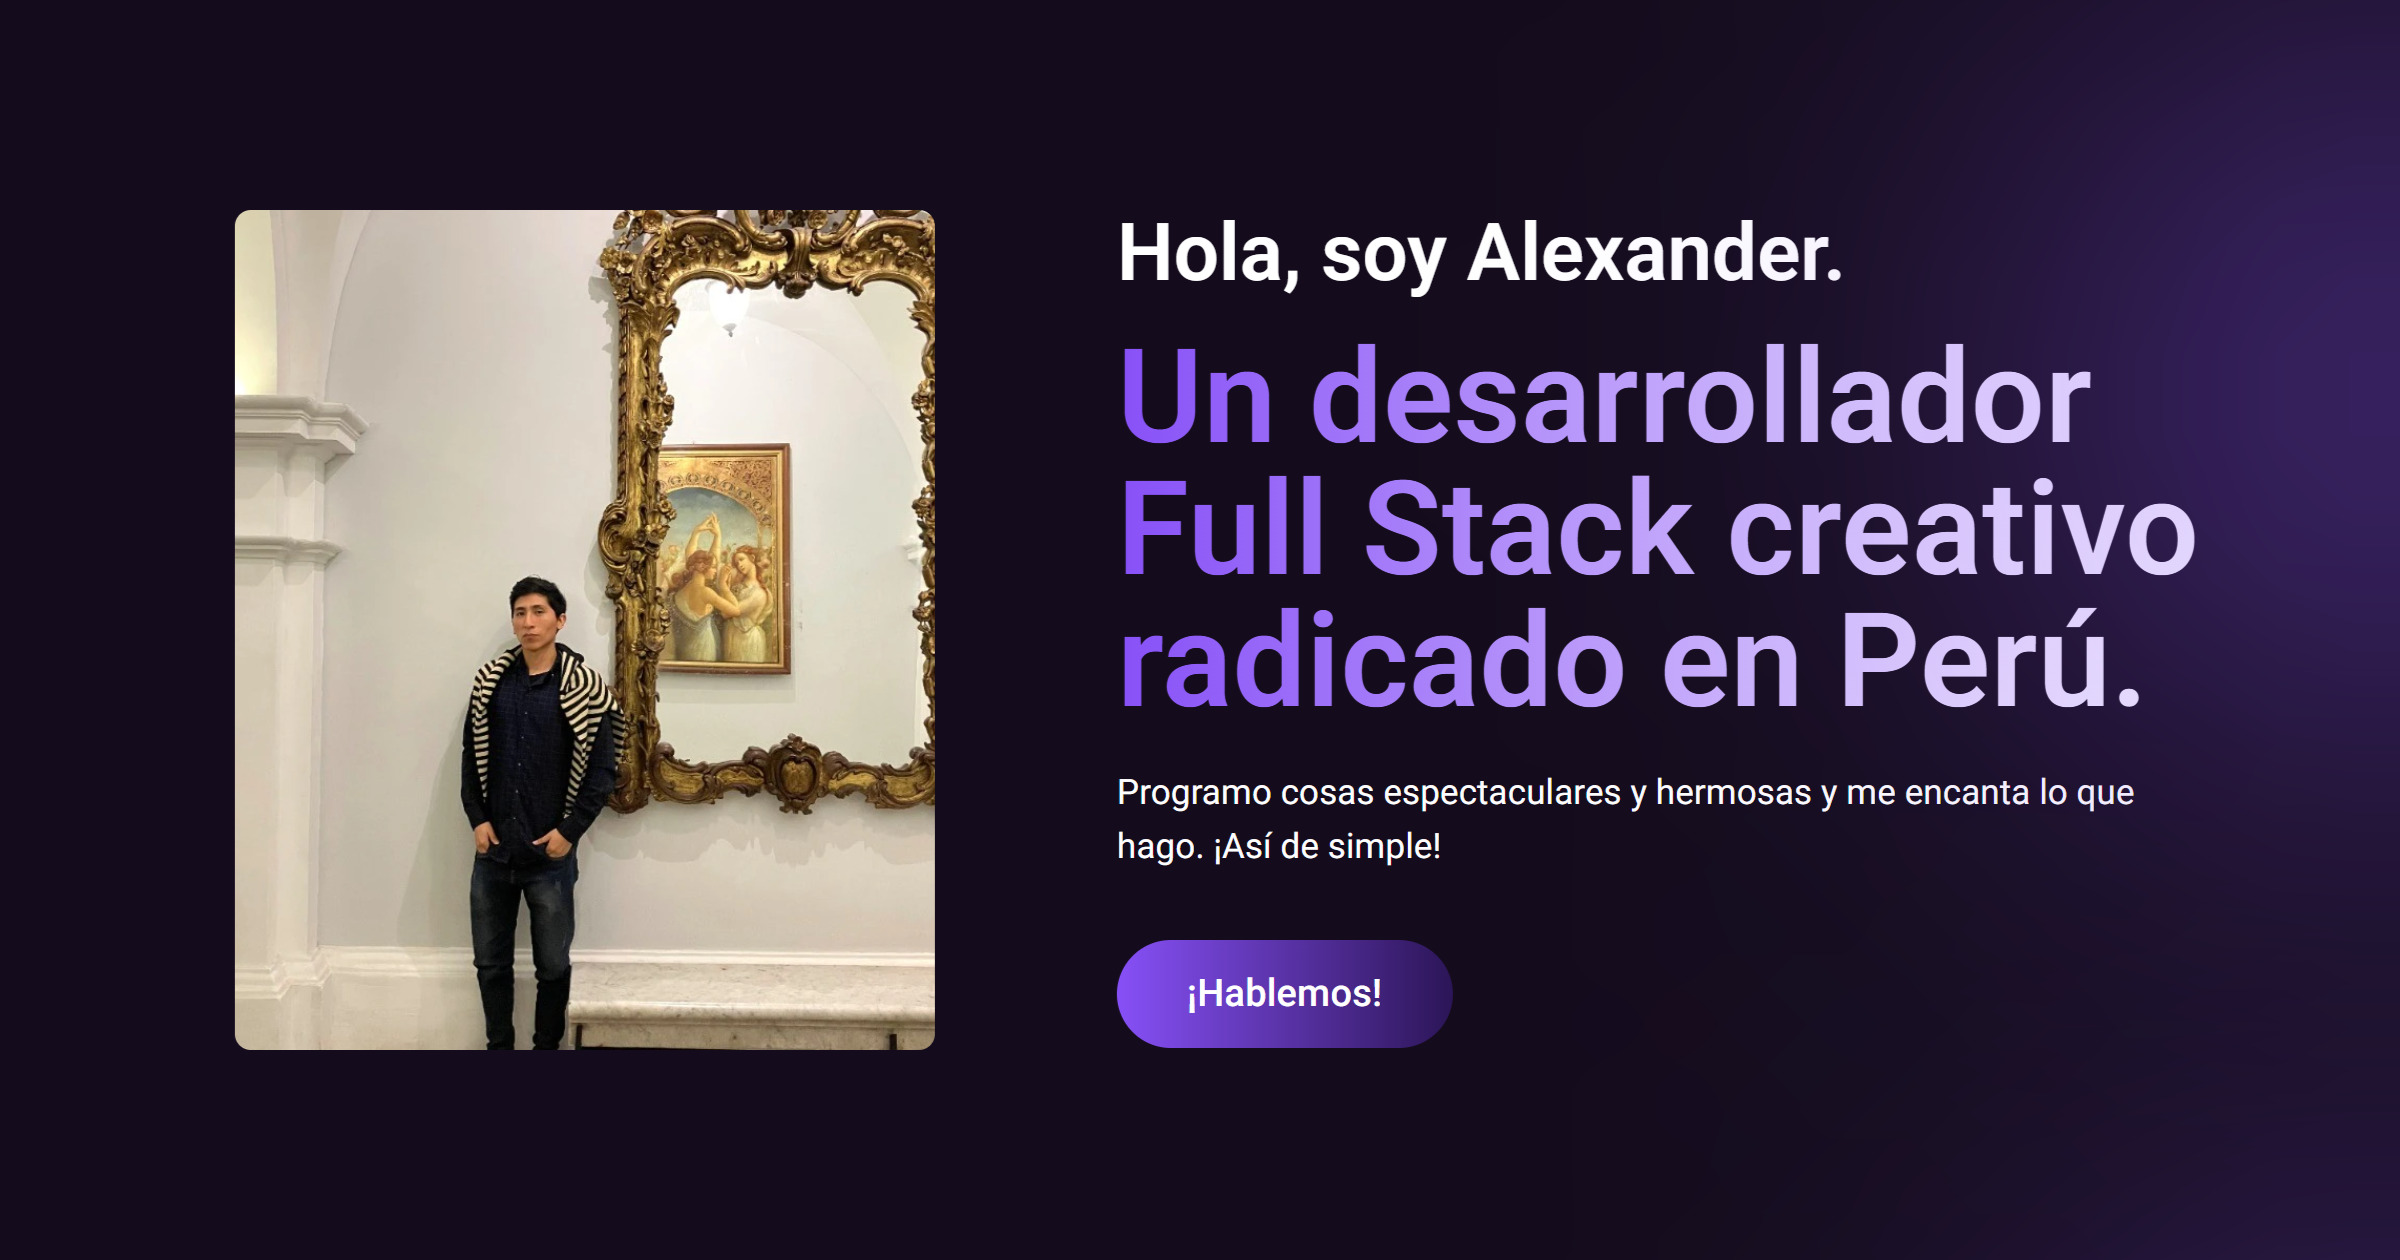 Hola, soy Alexander.
Un desarrollador
Full Stack creativo
radicado en Perú.
Programo cosas espectaculares y hermosas y me encanta lo que
hago. ¡Así de simple!
¡Hablemos!